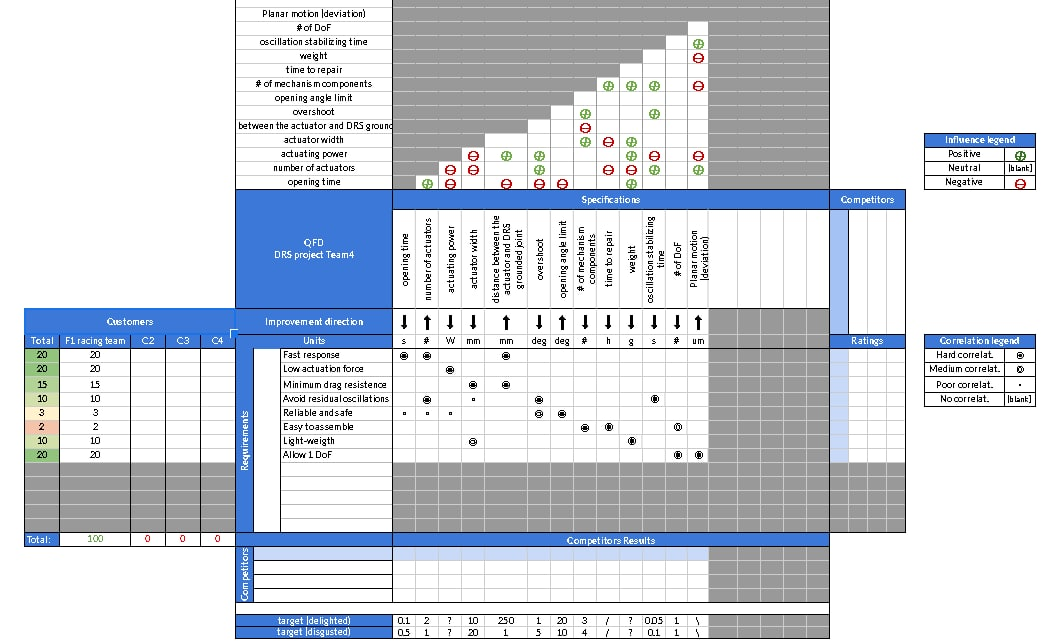 Planar motion (deviation)
# of DoF
oscillation stabilizing time
weight
time to repair
# of mechanism components
opening angle limit
overshoot
between the actuator and DRS ground
actuator width
actuating power
number of actuators
opening time
Influence legend
Positive
Neutral [blank]
Negative
Specifications
Competitors
QFD
DRS project Team4
opening time
number of actuators
actuating power
actuator width
distance between the
actuator and DRS
grounded joint
overshoot
opening angle limit
# of mechanism
components
time to repair
weight
oscillation stabilizing
time
# of DoF
Planar motion
(deviation)
Customers
Improvement direction
Total F1 racing team C2 C3 C4
Units s # W mm mm deg deg # h g s # um
Ratings
Correlation legend
Hard correlat.
Medium correlat.
Poor correlat.
No correlat. [blank]
Requirements
20 20 Fast response
20 20 Low actuation force
15 15 Minimum drag resistence
10 10 Avoid residual oscillations
3 3 Reliable and safe
2 2 Easy to assemble
10 10 Light-weigth
20 20 Allow 1 DoF
Total: 100 0 0 0
Competitors Results
Competitors
target (delighted) 0.1 2 ? 10 250 1 20 3 / ? 0.05 1 \
target (disgusted) 0.5 1 ? 20 1 5 10 4 / ? 0.1 1 \